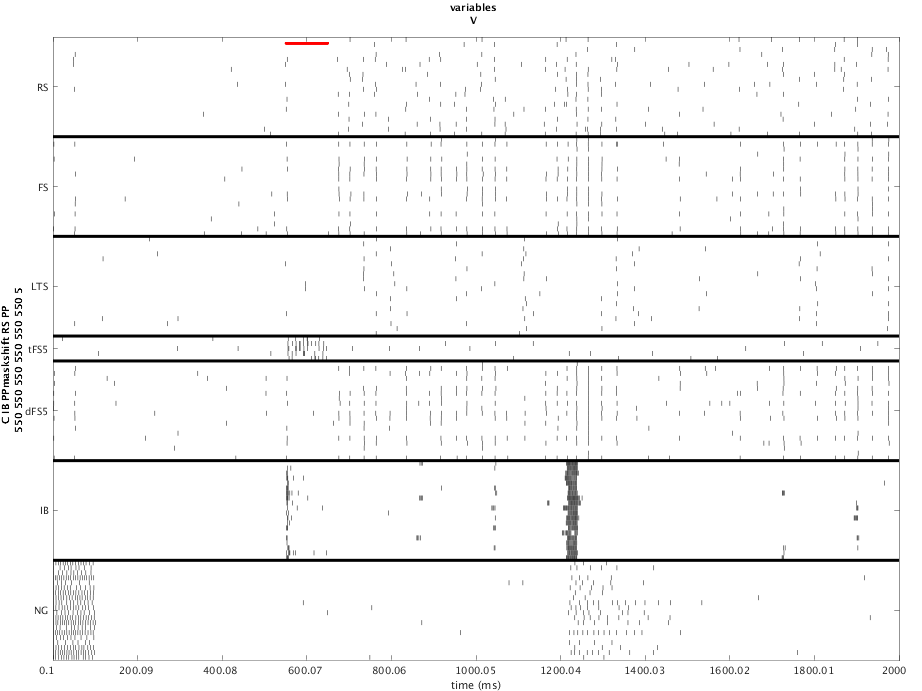 variables
V
RS
FS
LTS
tFS5
dFS5
IB
NG
C IB PPmaskshift RS PP
550 550 550 550 550 5
0.1 200.09 400.08 600.07 800.06 1000.05 1200.04 1400.03 1600.02 1800.01 2000
time (ms)